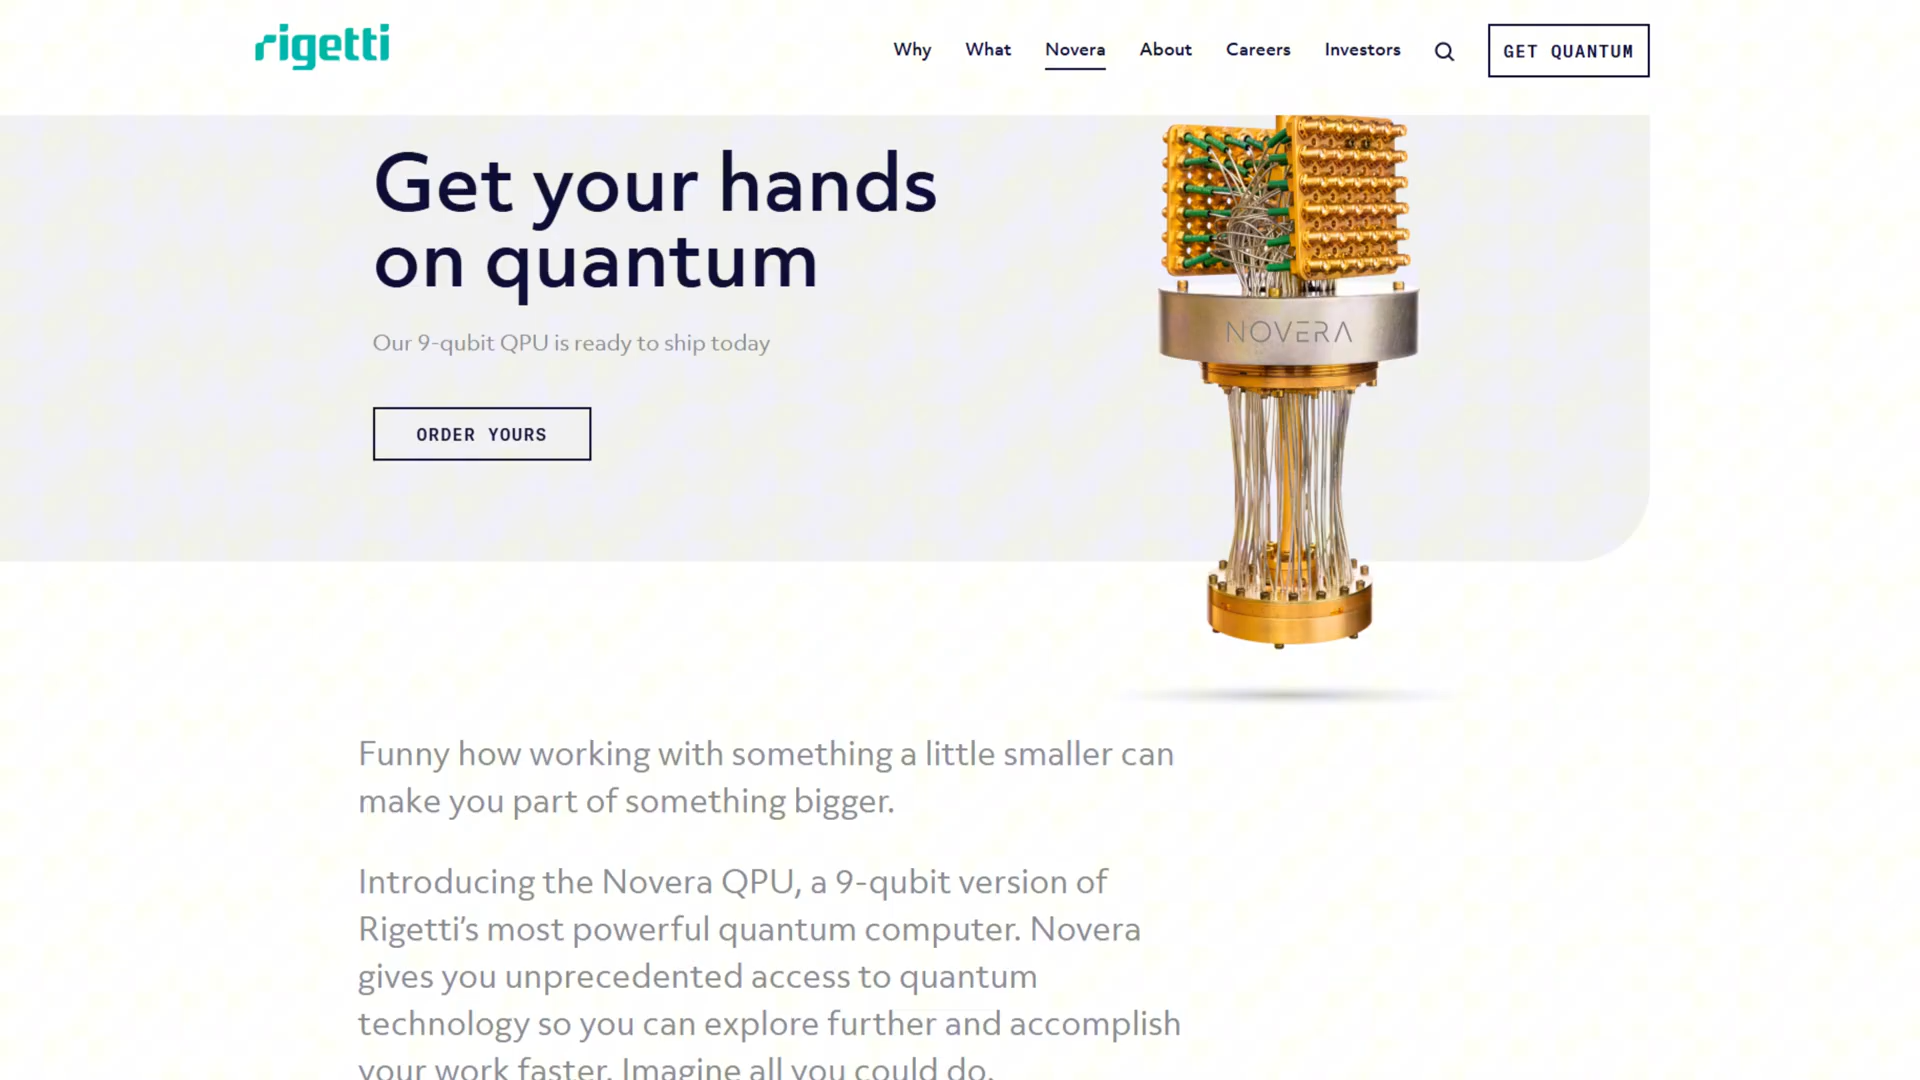 rigetti
Why What Novera About Careers Investors GET QUANTUM
Get your hands
on quantum
Our 9-qubit QPU is ready to ship today
ORDER YOURS
NOVERA
Funny how working with something a little smaller can
make you part of something bigger.
Introducing the Novera QPU, a 9-qubit version of
Rigetti’s most powerful quantum computer. Novera
gives you unprecedented access to quantum
technology so you can explore further and accomplish
your work faster. Imagine all you could do.